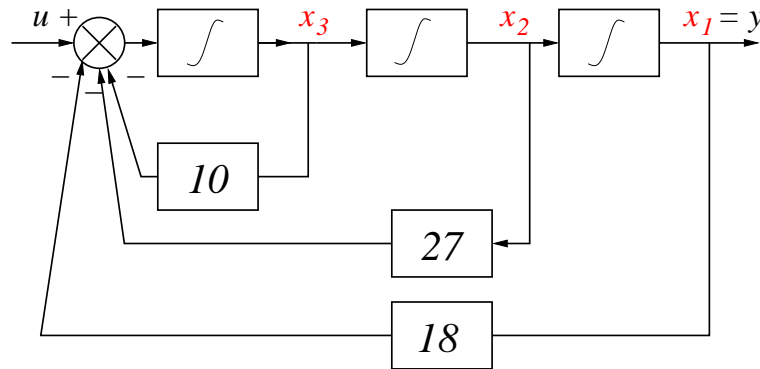 u + x3 x2 x1 = y
− − −
10
27
18